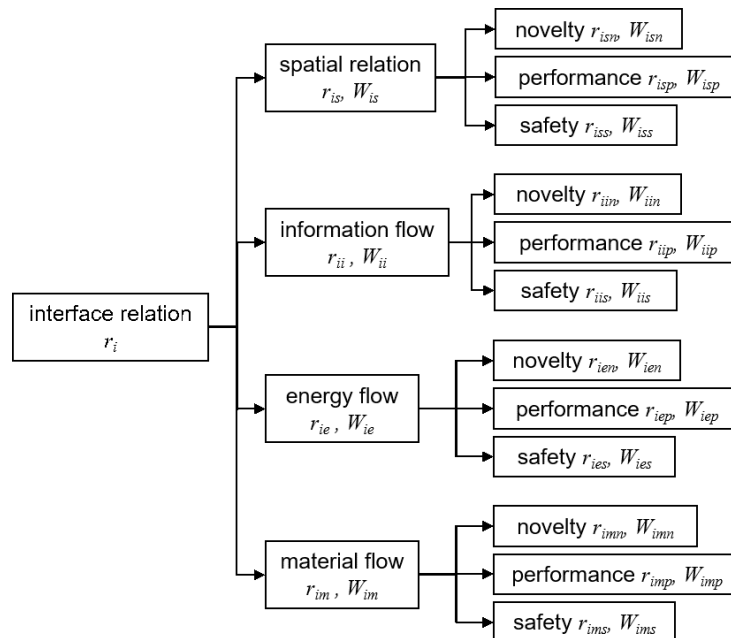 novelty r_isn, W_isn
spatial relation
r_is, W_is
performance r_isp, W_isp
safety r_iss, W_iss
novelty r_iin, W_iin
information flow
r_ii , W_ii
performance r_iip, W_iip
safety r_iis, W_iis
interface relation
r_i
novelty r_ien, W_ien
energy flow
r_ie , W_ie
performance r_iep, W_iep
safety r_ies, W_ies
novelty r_imn, W_imn
material flow
r_im , W_im
performance r_imp, W_imp
safety r_ims, W_ims